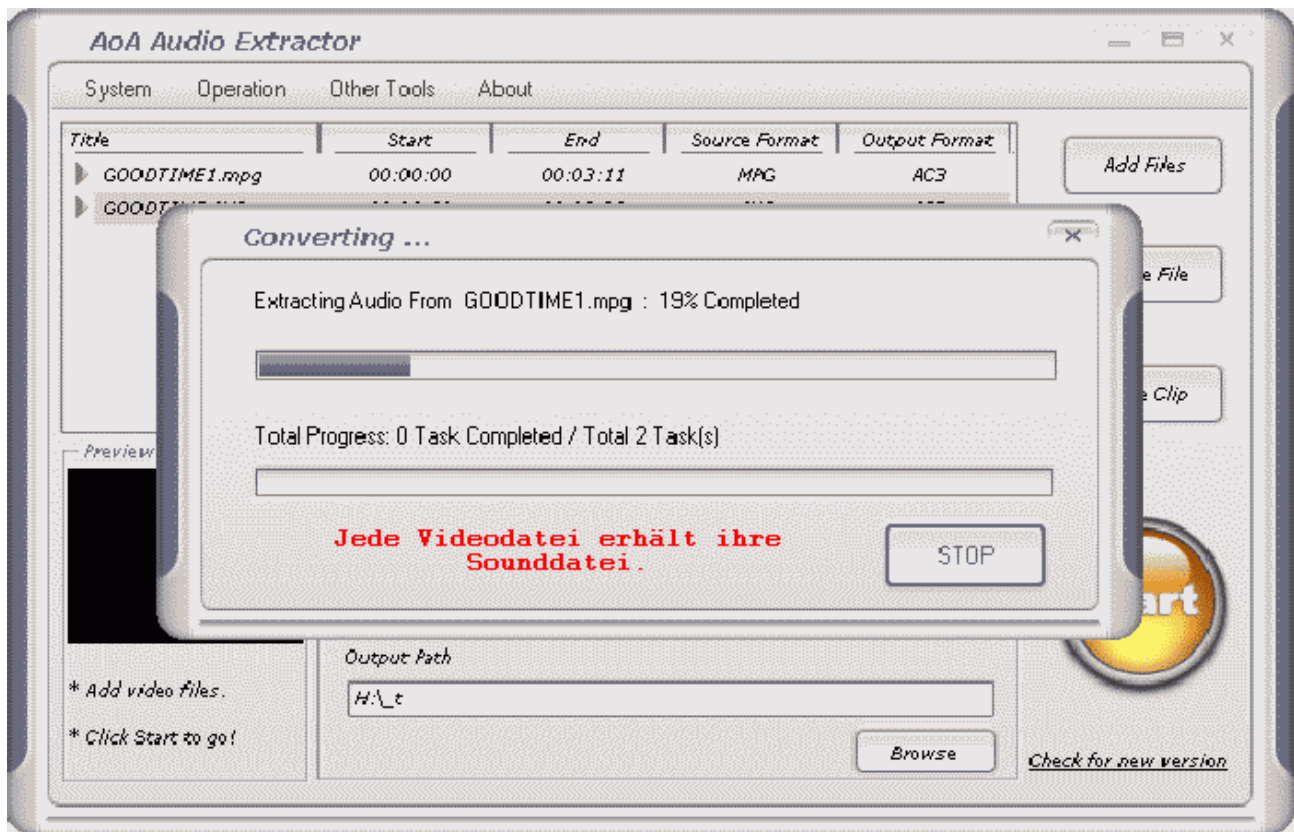 AoA Audio Extractor
System Operation Other Tools About
Title Start End Source Format Output Format
GOODTIME1.mpg 00:00:00 00:03:11 MPG AC3
Add Files
Converting ...
File
Extracting Audio From GOODTIME1.mpg : 19% Completed
Clip
Total Progress: 0 Task Completed / Total 2 Task(s)
Preview
Jede Videodatei erhält ihre
Sounddatei.
STOP
Output Path
* Add video files.
H:\_t
* Click Start to go!
Browse
Check for new version